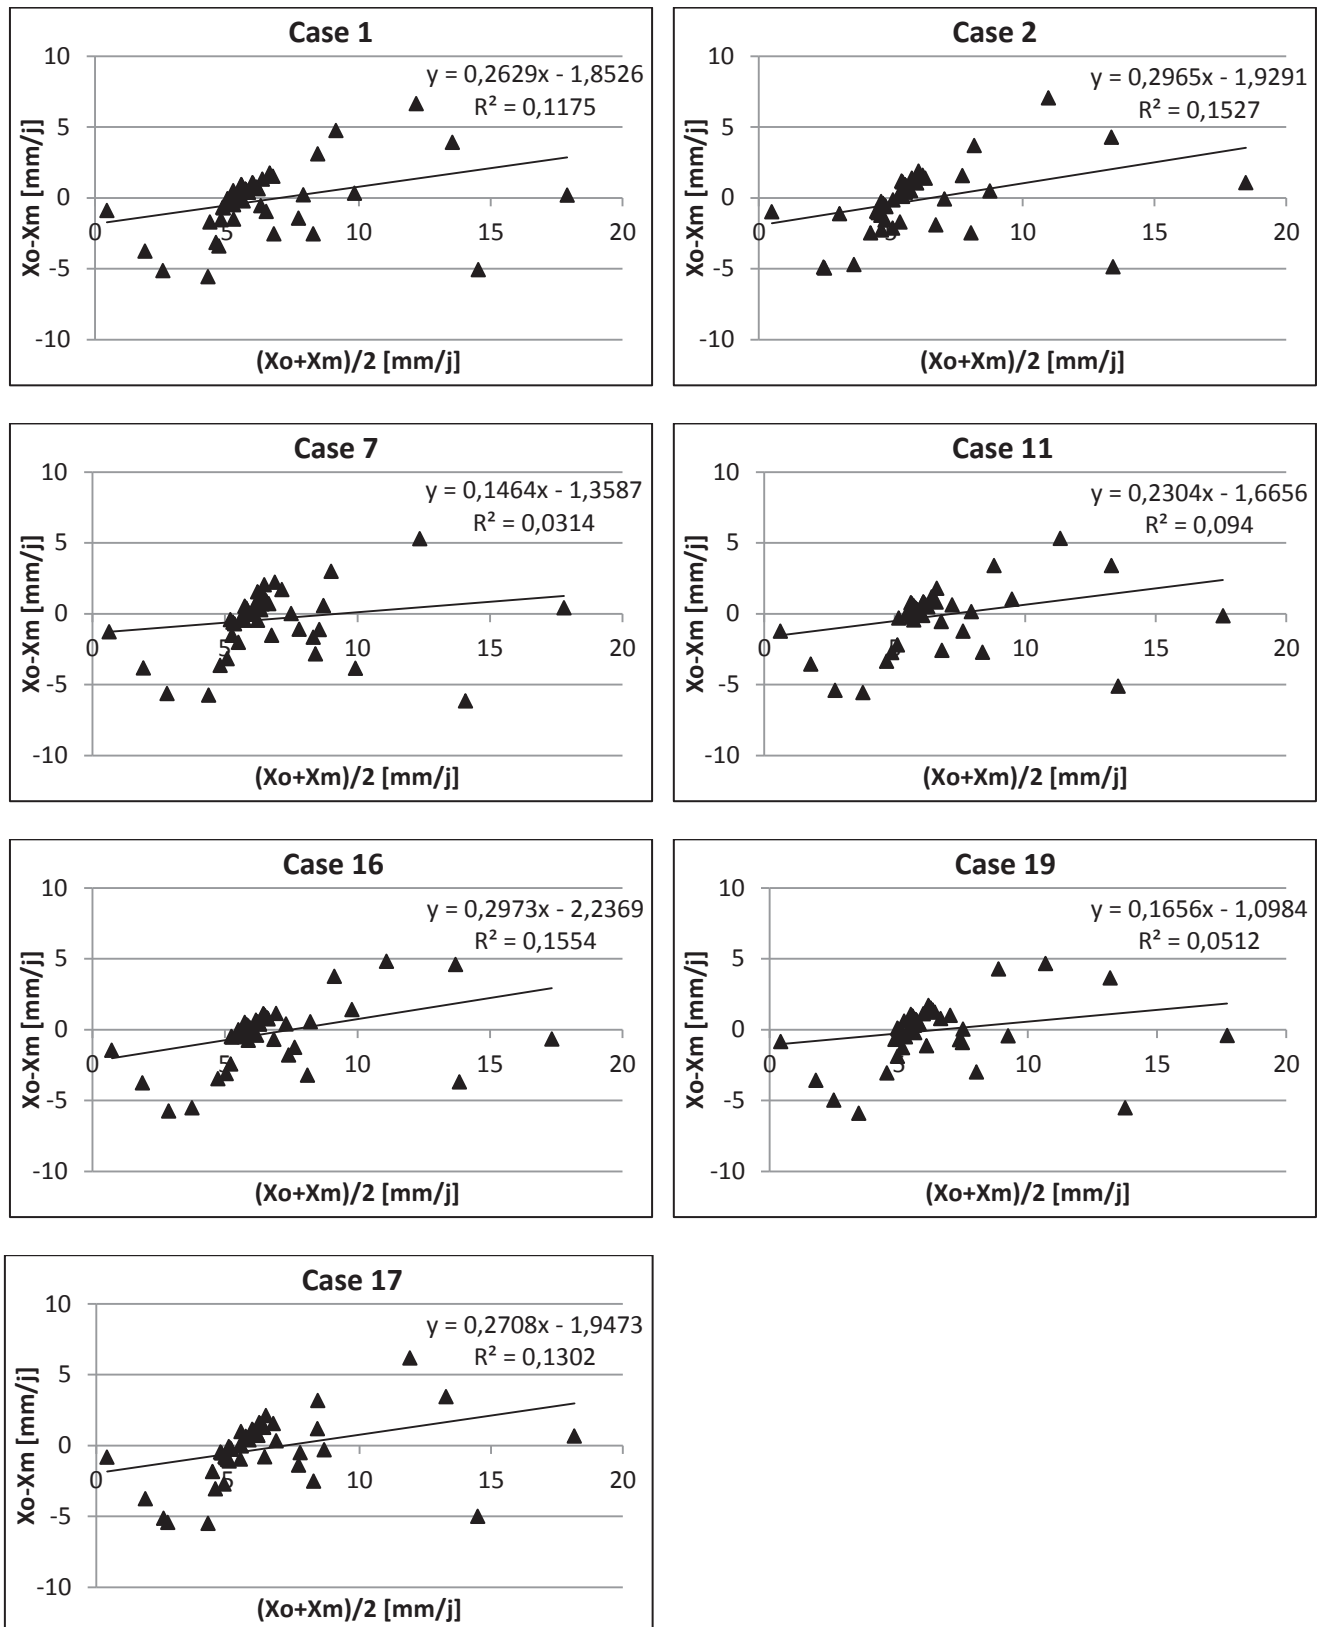 Case 1
y = 0,2629x - 1,8526
R² = 0,1175
10
5
0
-5
-10
0
5
10
15
20
Xo-Xm [mm/j]
(Xo+Xm)/2 [mm/j]
Case 2
y = 0,2965x - 1,9291
R² = 0,1527
10
5
0
-5
-10
0
5
10
15
20
Xo-Xm [mm/j]
(Xo+Xm)/2 [mm/j]
Case 7
y = 0,1464x - 1,3587
R² = 0,0314
10
5
0
-5
-10
0
5
10
15
20
Xo-Xm [mm/j]
(Xo+Xm)/2 [mm/j]
Case 11
y = 0,2304x - 1,6656
R² = 0,094
10
5
0
-5
-10
0
5
10
15
20
Xo-Xm [mm/j]
(Xo+Xm)/2 [mm/j]
Case 16
y = 0,2973x - 2,2369
R² = 0,1554
10
5
0
-5
-10
0
5
10
15
20
Xo-Xm [mm/j]
(Xo+Xm)/2 [mm/j]
Case 19
y = 0,1656x - 1,0984
R² = 0,0512
10
5
0
-5
-10
0
5
10
15
20
Xo-Xm [mm/j]
(Xo+Xm)/2 [mm/j]
Case 17
y = 0,2708x - 1,9473
R² = 0,1302
10
5
0
-5
-10
0
5
10
15
20
Xo-Xm [mm/j]
(Xo+Xm)/2 [mm/j]